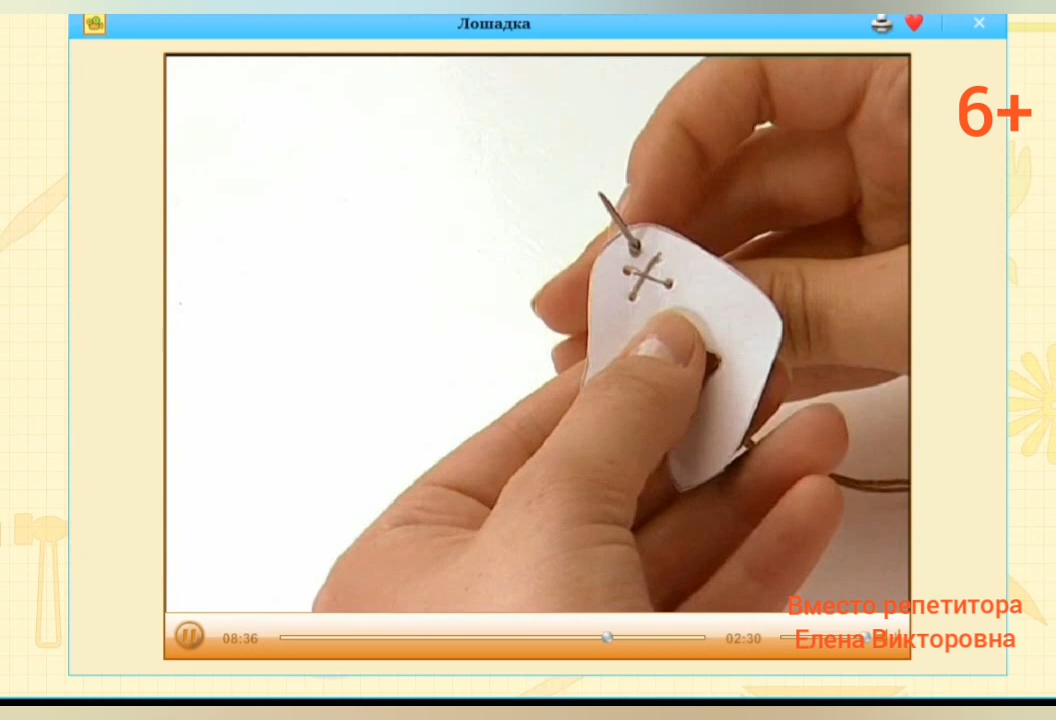 Лошадка
6+
08:36
02:30
Вместо репетитора
Елена Викторовна